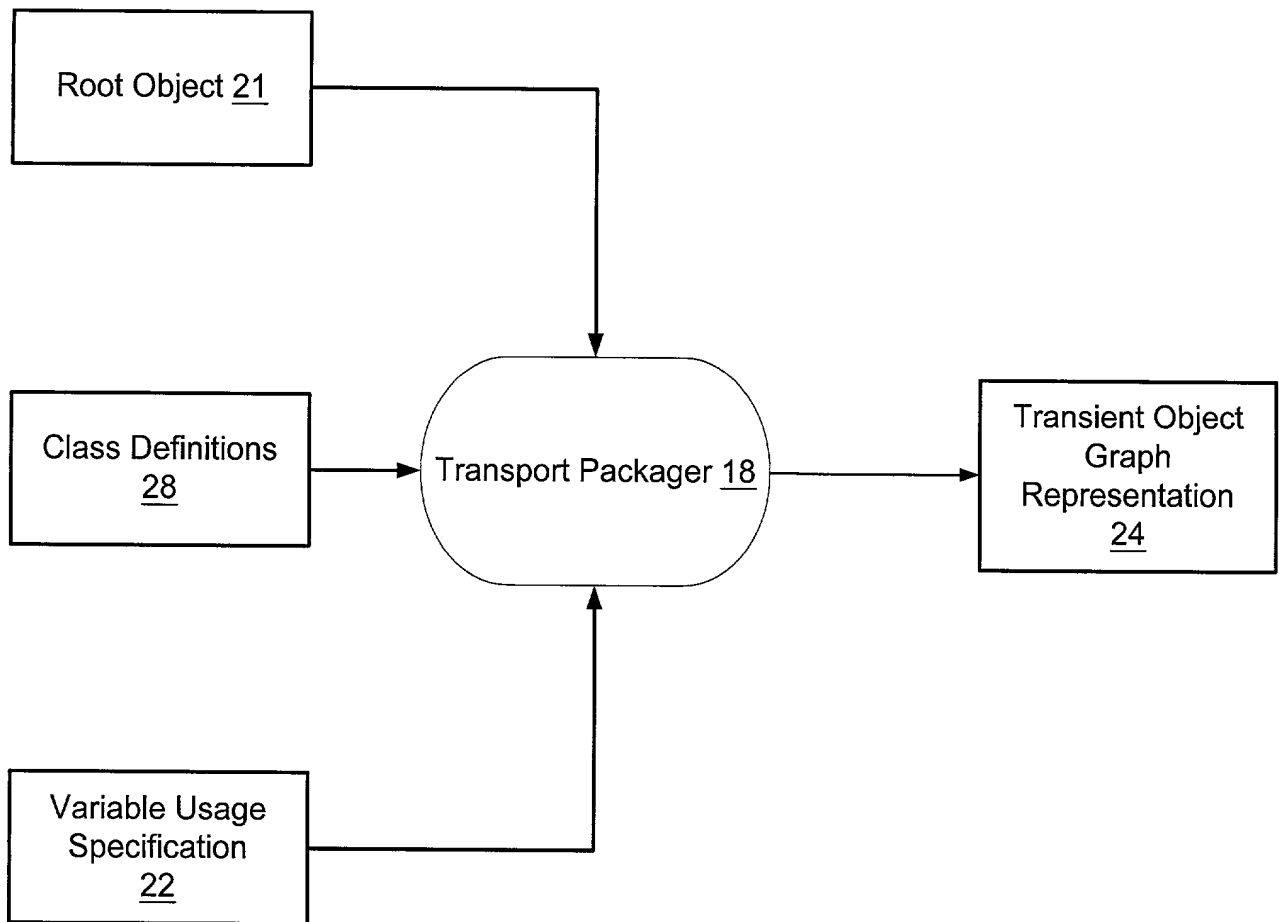 Root Object 21
Class Definitions
28
Transport Packager 18
Transient Object
Graph
Representation
24
Variable Usage
Specification
22